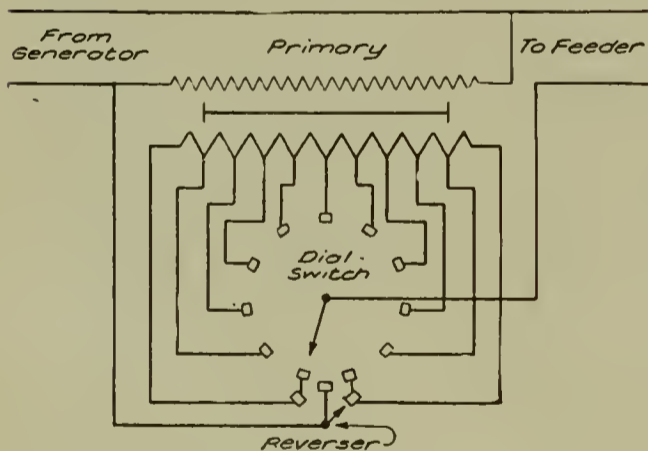 From
Generator
Primary
To Feeder
Dial-
Switch
Reverser